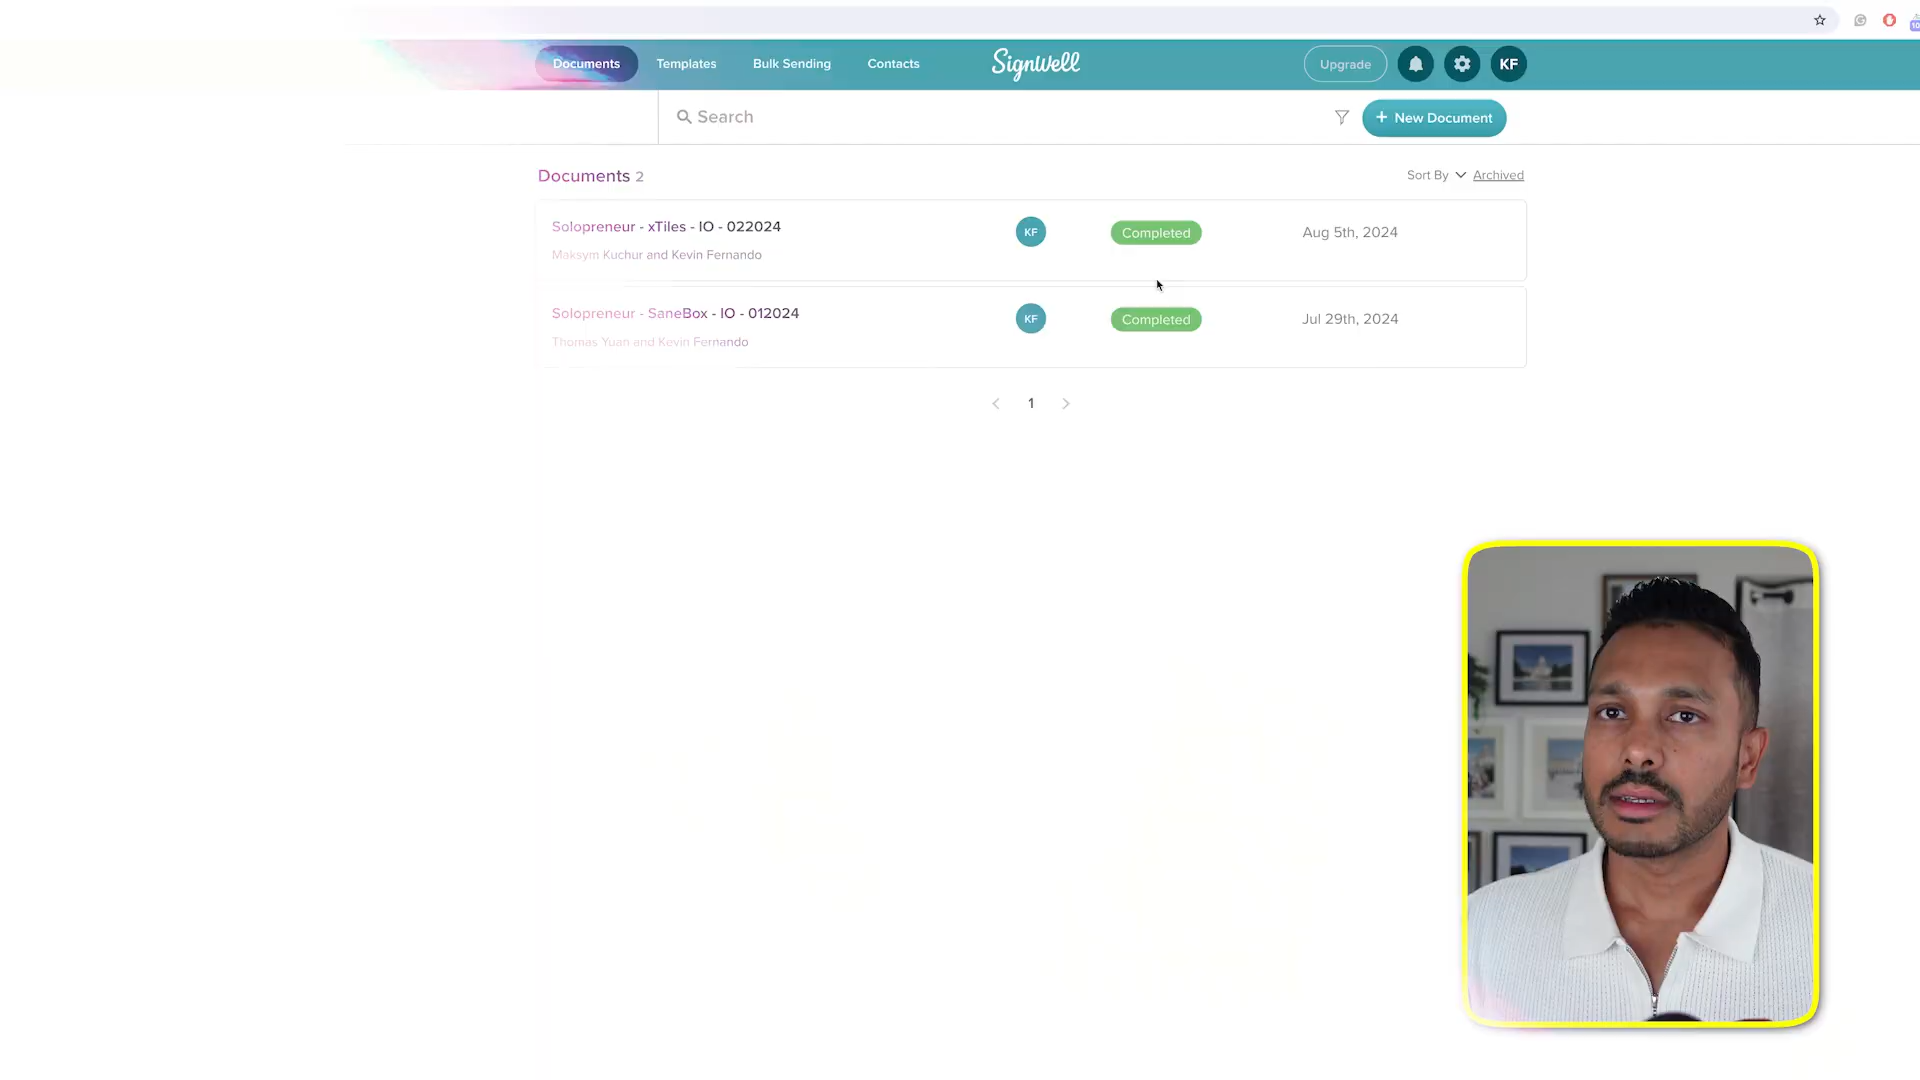 Documents Templates Bulk Sending Contacts SignWell Upgrade KF
Search + New Document
Documents 2 Sort By Archived
Solopreneur - xTiles - IO - 022024 KF Completed Aug 5th, 2024
Maksym Kuchur and Kevin Fernando
Solopreneur - SaneBox - IO - 012024 KF Completed Jul 29th, 2024
Thomas Yuan and Kevin Fernando
< 1 >